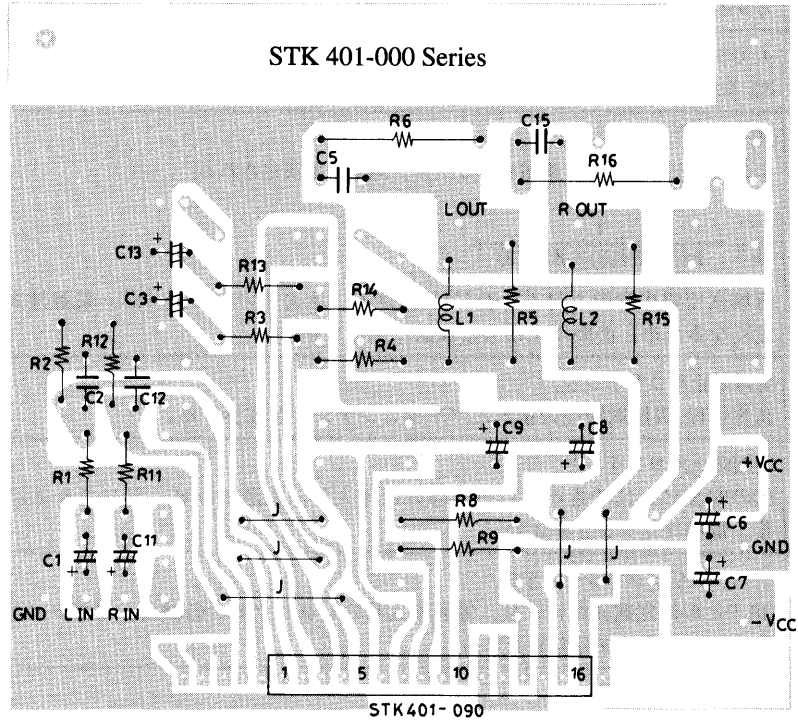 STK 401-000 Series
R6
C15
C5
R16
L OUT
R OUT
C13
R13
C3
R14
R3
L1
R5
L2
R15
R2
R12
R4
C2
C12
C9
C8
R1
R11
+VCC
J
R8
C6
C1
C11
J
R9
J
J
GND
C7
J
GND
L IN
R IN
-VCC
1
5
10
16
STK401-090